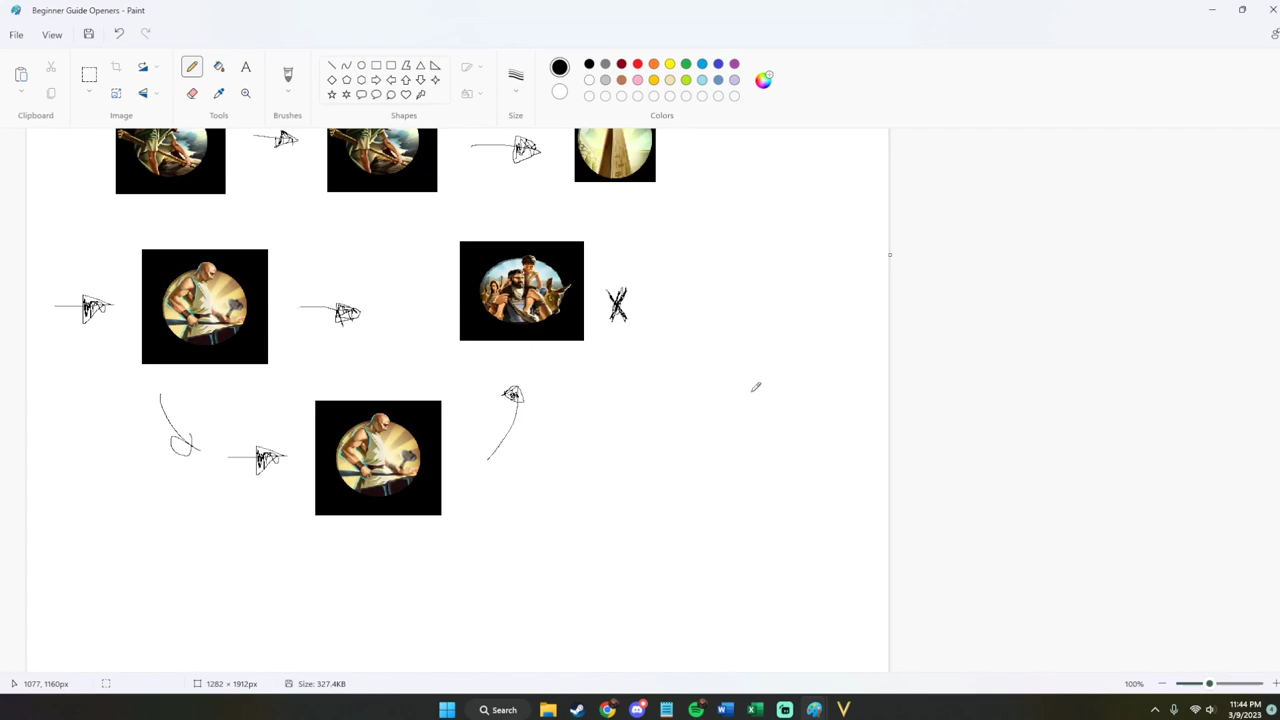 Beginner Guide Openers - Paint
File View
Clipboard Image Tools Brushes Shapes Size Colors
1077, 1160px 1282 × 1912px Size: 327.4KB 100%
Search 11:44 PM
3/9/2023